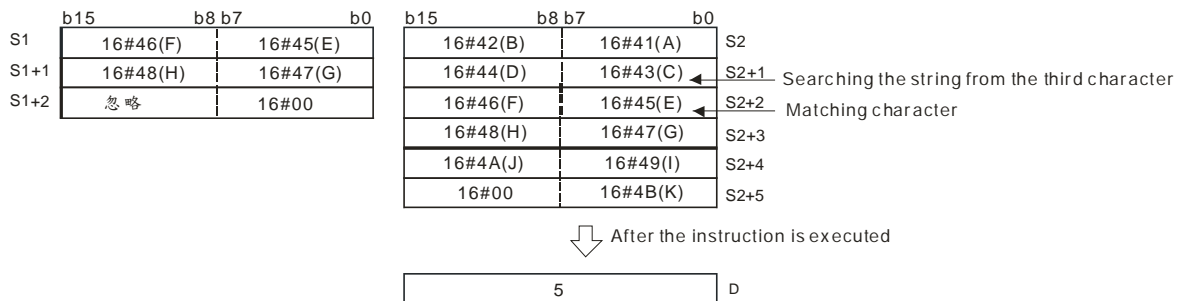 b15 b8 b7 b0
S1 16#46(F) 16#45(E)
S1+1 16#48(H) 16#47(G)
S1+2 忽略 16#00
b15 b8 b7 b0
16#42(B) 16#41(A) S2
16#44(D) 16#43(C) S2+1 Searching the string from the third character
16#46(F) 16#45(E) S2+2 Matching character
16#48(H) 16#47(G) S2+3
16#4A(J) 16#49(I) S2+4
16#00 16#4B(K) S2+5
After the instruction is executed
5 D